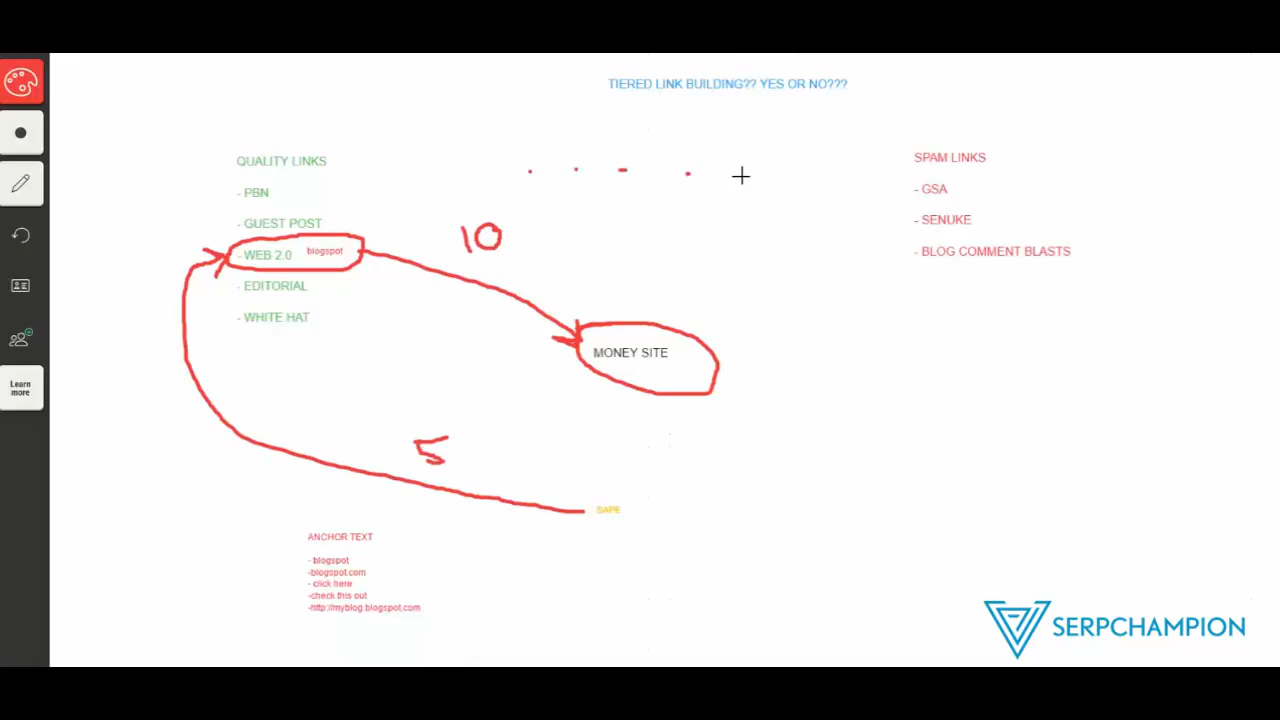 TIERED LINK BUILDING?? YES OR NO???
QUALITY LINKS
- PBN
- GUEST POST
- WEB 2.0 blogspot
- EDITORIAL
- WHITE HAT
SPAM LINKS
- GSA
- SENUKE
- BLOG COMMENT BLASTS
10
MONEY SITE
5
SAPE
ANCHOR TEXT
- blogspot
-blogspot.com
- click here
-check this out
-http://myblog.blogspot.com
Learn
more
SERPCHAMPION